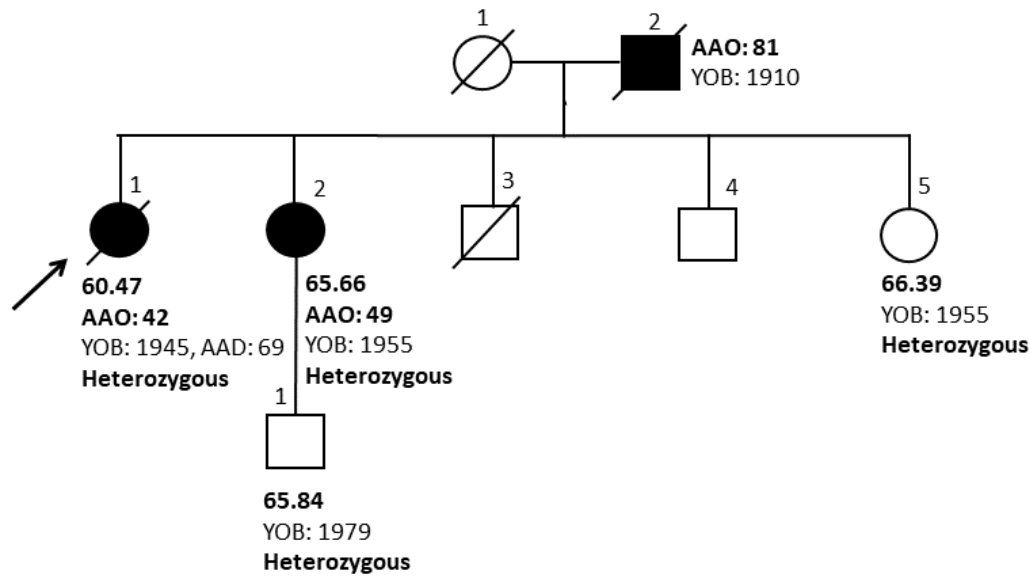 1
2
AAO: 81
YOB: 1910
1
2
3
4
5
60.47
AAO: 42
YOB: 1945, AAD: 69
Heterozygous
65.66
AAO: 49
YOB: 1955
Heterozygous
66.39
YOB: 1955
Heterozygous
1
65.84
YOB: 1979
Heterozygous